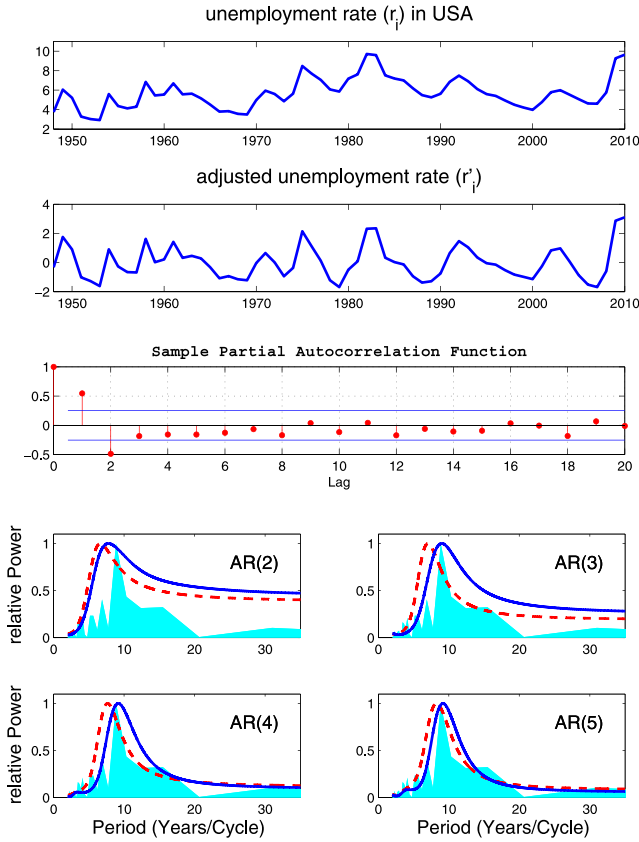 unemployment rate (r_i) in USA
10
8
6
4
2
1950 1960 1970 1980 1990 2000 2010
adjusted unemployment rate (r'_i)
4
2
0
−2
1950 1960 1970 1980 1990 2000 2010
Sample Partial Autocorrelation Function
1
0.5
0
−0.5
0 2 4 6 8 10 12 14 16 18 20
Lag
relative Power
1
0.5
0
0 10 20 30
AR(2)
1
0.5
0
0 10 20 30
AR(3)
relative Power
1
0.5
0
0 10 20 30
AR(4)
Period (Years/Cycle)
1
0.5
0
0 10 20 30
AR(5)
Period (Years/Cycle)